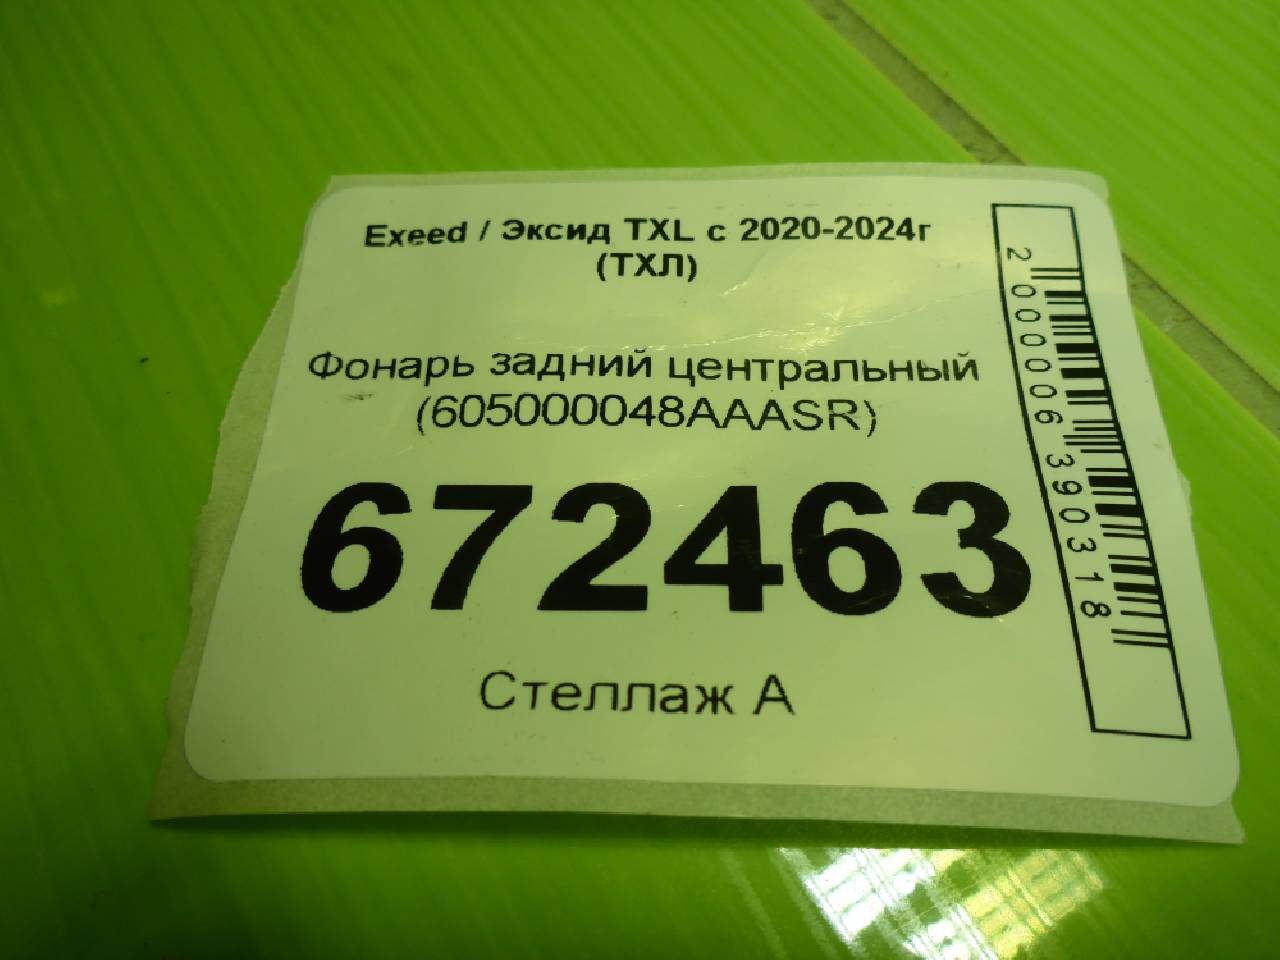 Exeed / Эксид TXL с 2020-2024г
(ТХЛ)
Фонарь задний центральный
(605000048AAASR)
672463
Стеллаж А
2000006390318